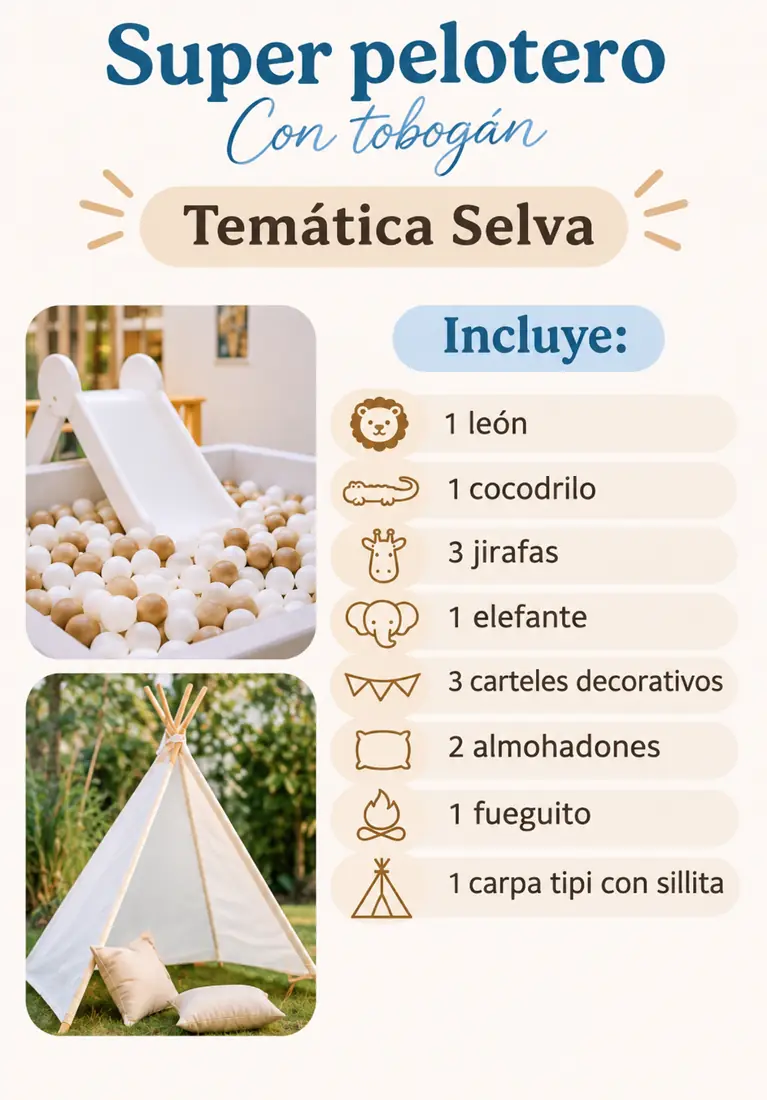 Super pelotero
Con tobogán
Temática Selva
Incluye:
1 león
1 cocodrilo
3 jirafas
1 elefante
3 carteles decorativos
2 almohadones
1 fueguito
1 carpa tipi con sillita